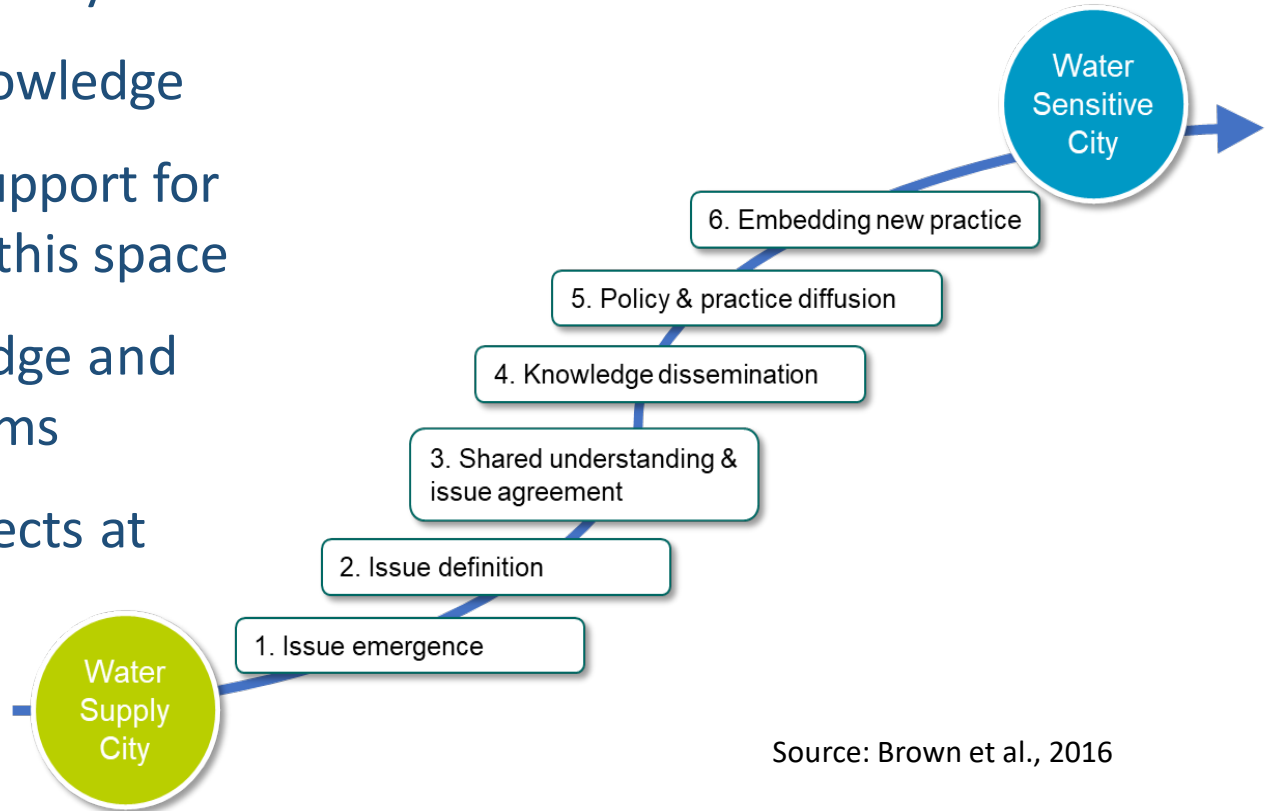 owledge
upport for
this space
dge and
ms
ects at
Water
Sensitive
City
6. Embedding new practice
5. Policy & practice diffusion
4. Knowledge dissemination
3. Shared understanding &
issue agreement
2. Issue definition
1. Issue emergence
Water
Supply
City
Source: Brown et al., 2016